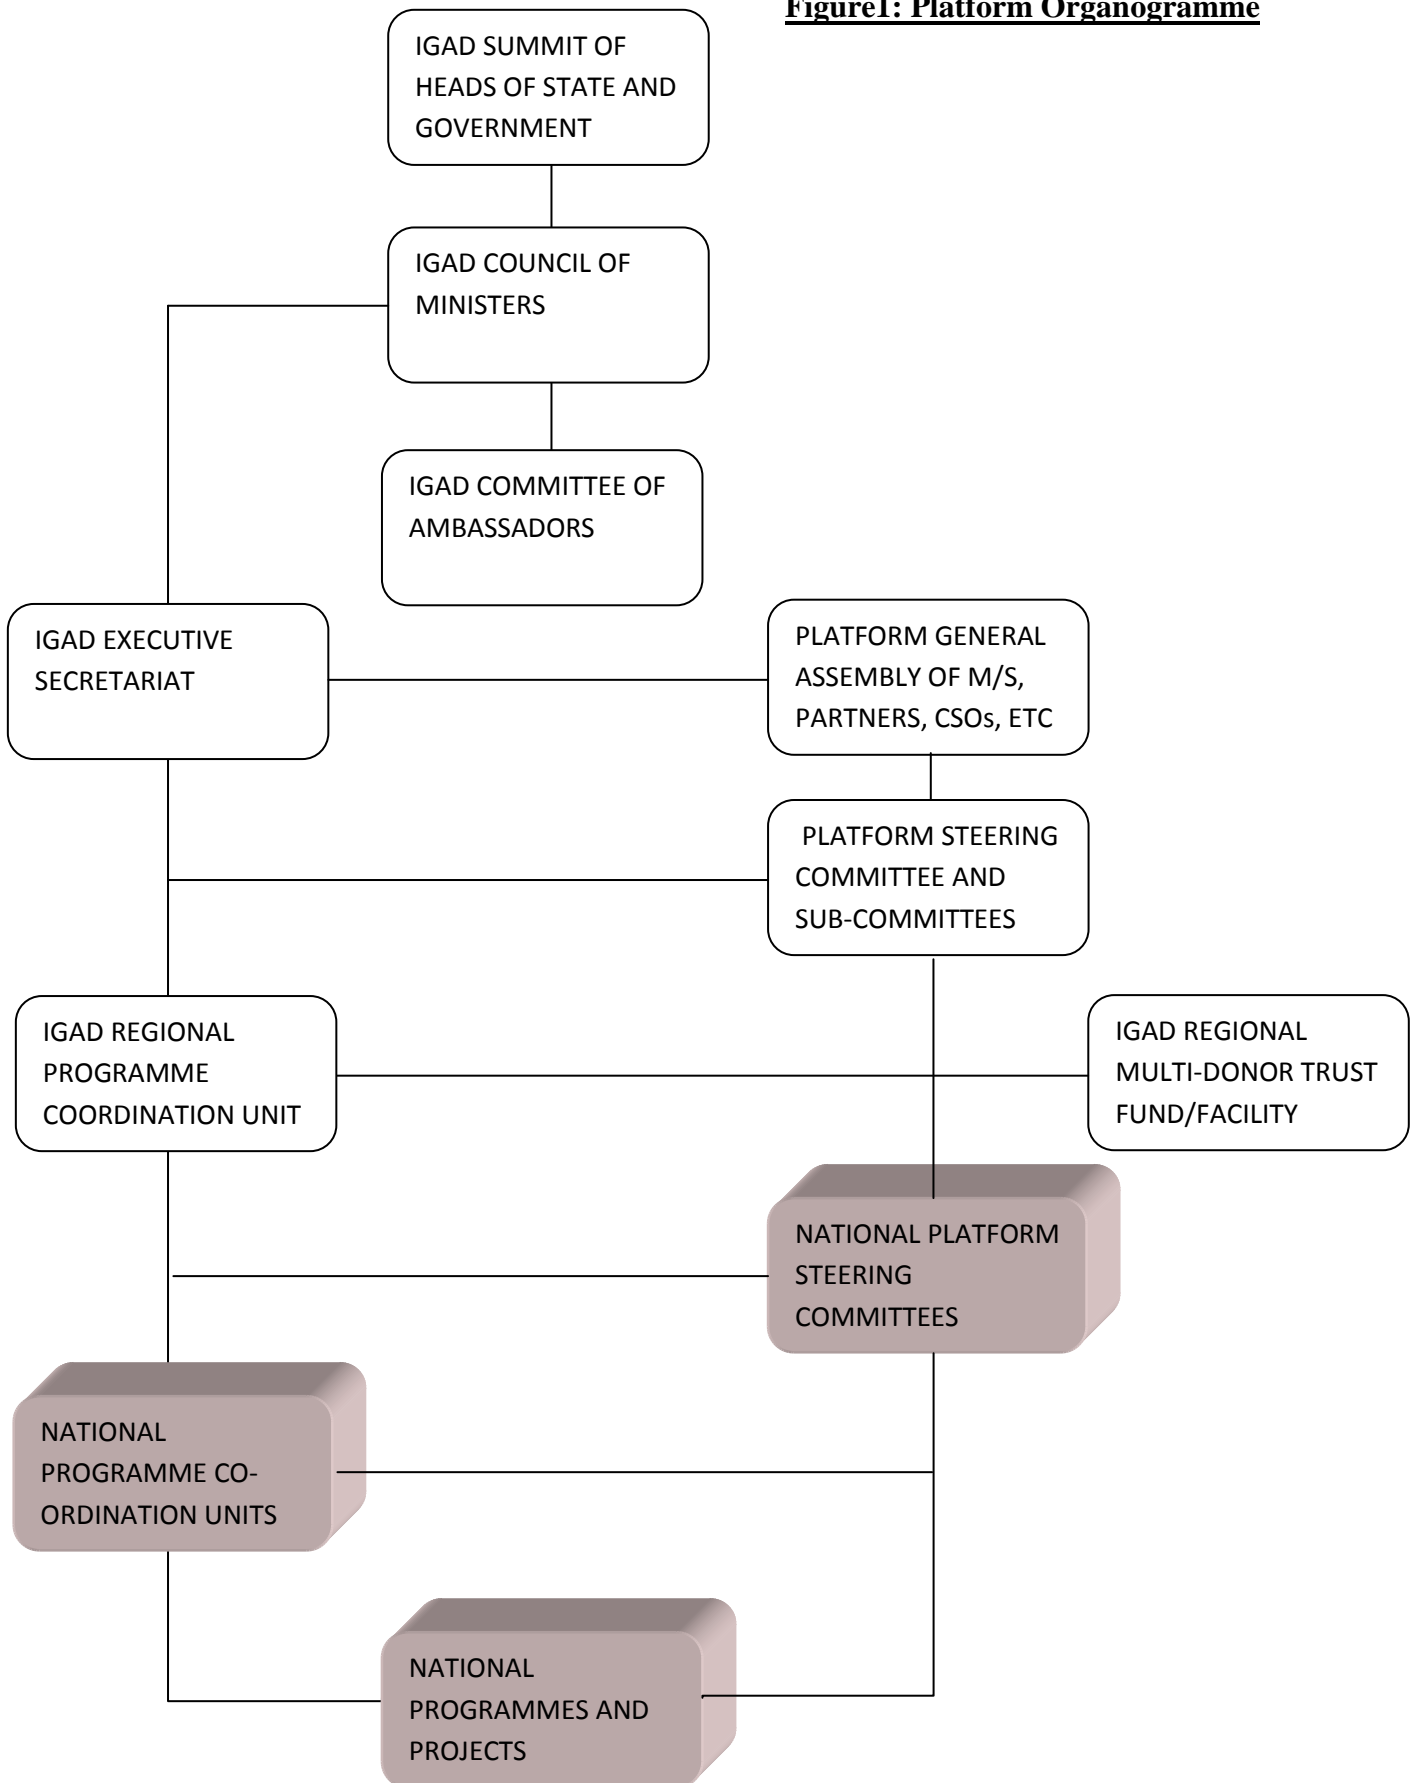 Figure1: Platform Organogramme
IGAD SUMMIT OF
HEADS OF STATE AND
GOVERNMENT
IGAD COUNCIL OF
MINISTERS
IGAD COMMITTEE OF
AMBASSADORS
IGAD EXECUTIVE
SECRETARIAT
PLATFORM GENERAL
ASSEMBLY OF M/S,
PARTNERS, CSOs, ETC
PLATFORM STEERING
COMMITTEE AND
SUB-COMMITTEES
IGAD REGIONAL
PROGRAMME
COORDINATION UNIT
IGAD REGIONAL
MULTI-DONOR TRUST
FUND/FACILITY
NATIONAL PLATFORM
STEERING
COMMITTEES
NATIONAL
PROGRAMME CO-
ORDINATION UNITS
NATIONAL
PROGRAMMES AND
PROJECTS